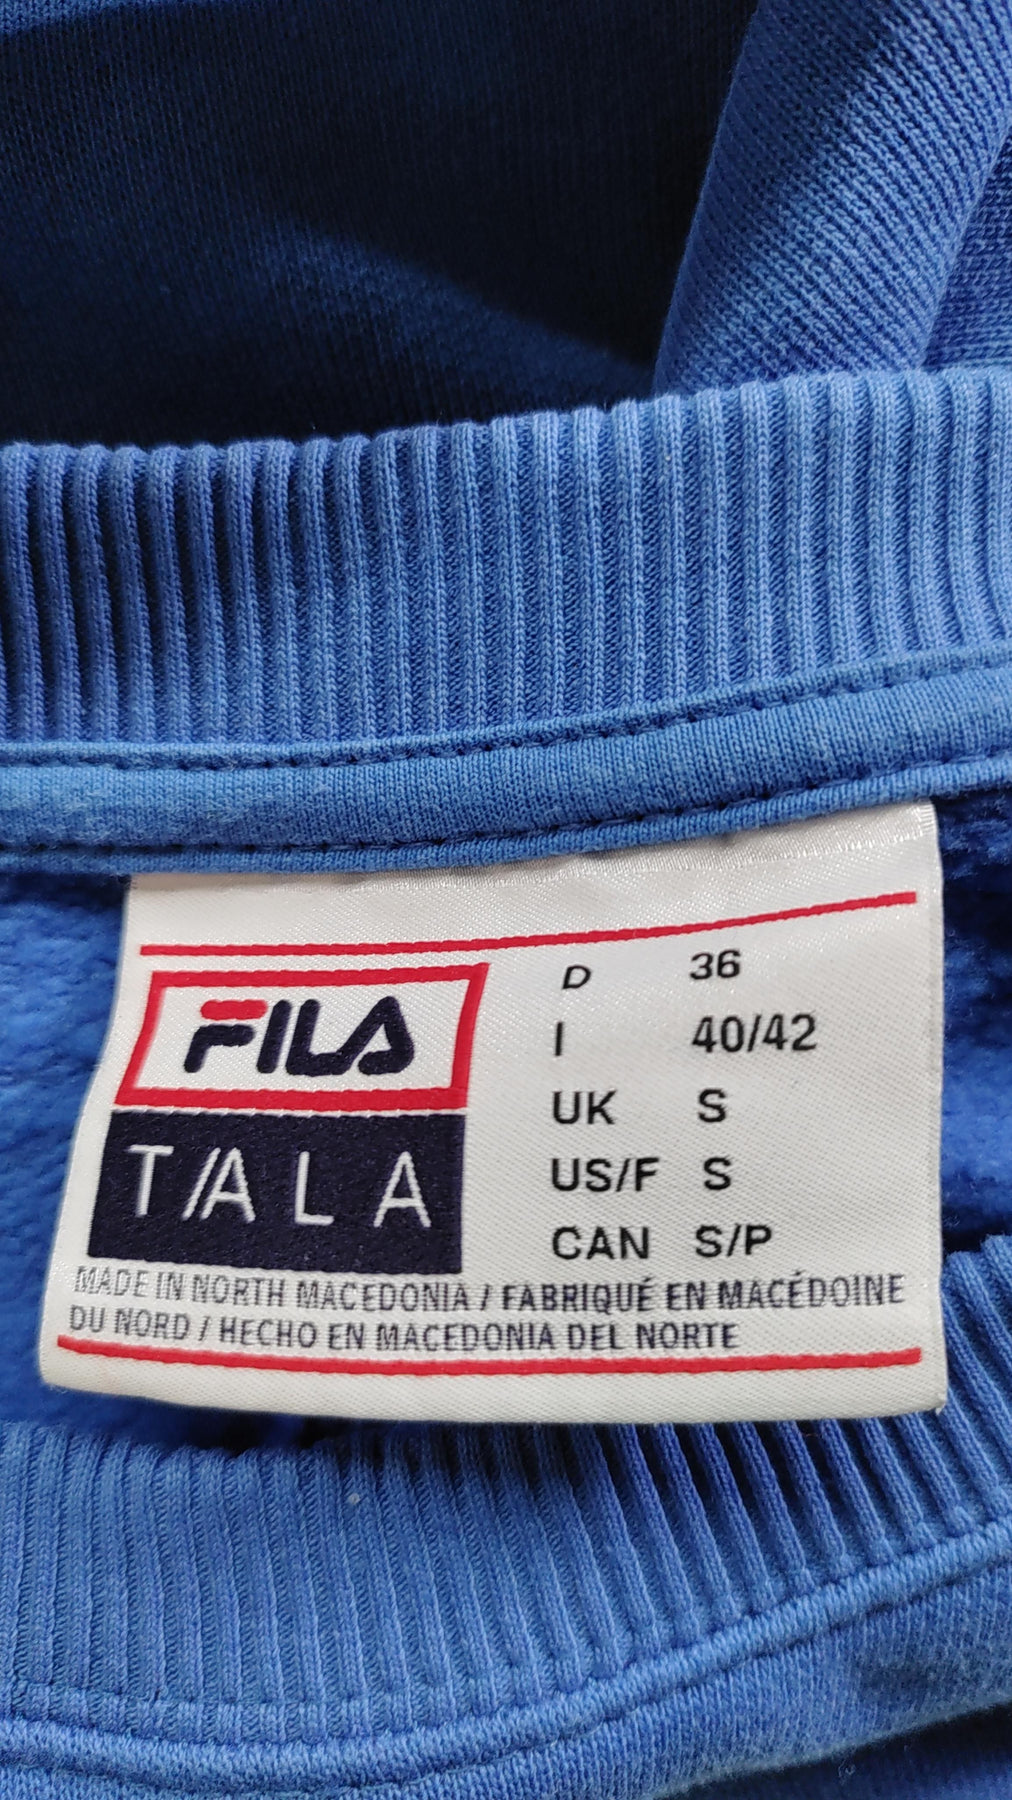 FILA
T/ALA
D 36
I 40/42
UK S
US/F S
CAN S/P
MADE IN NORTH MACEDONIA / FABRIQUÉ EN MACÉDOINE
DU NORD / HECHO EN MACEDONIA DEL NORTE